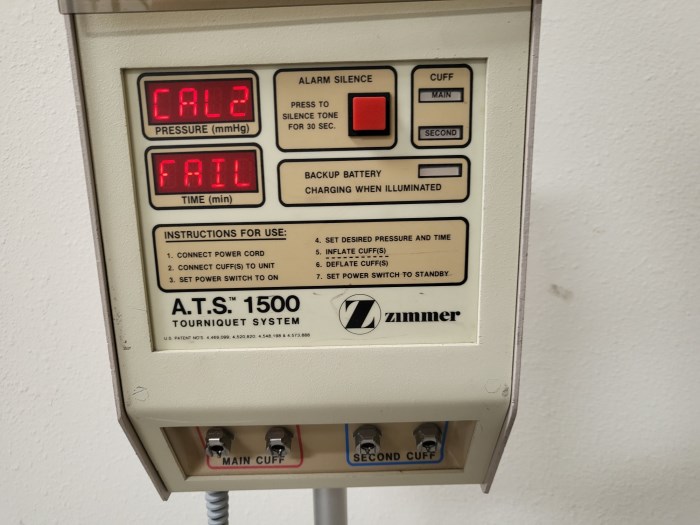 CAL2
PRESSURE (mmHg)
FAIL
TIME (min)
ALARM SILENCE
PRESS TO
SILENCE TONE
FOR 30 SEC.
CUFF
MAIN
SECOND
BACKUP BATTERY
CHARGING WHEN ILLUMINATED
INSTRUCTIONS FOR USE:
1. CONNECT POWER CORD
2. CONNECT CUFF(S) TO UNIT
3. SET POWER SWITCH TO ON
4. SET DESIRED PRESSURE AND TIME
5. INFLATE CUFF(S)
6. DEFLATE CUFF(S)
7. SET POWER SWITCH TO STANDBY
A.T.S.™ 1500
TOURNIQUET SYSTEM
Z zimmer
U.S. PATENT NO'S.
MAIN CUFF
SECOND CUFF